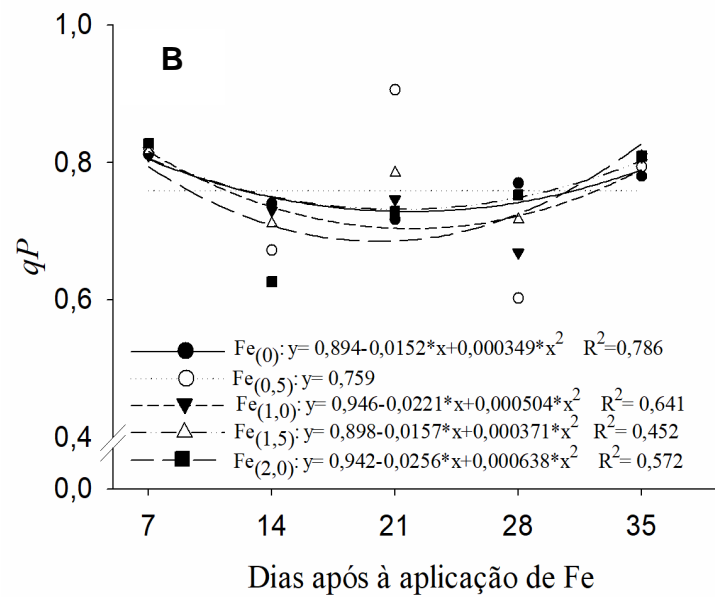 1,0
B
0,8
qP
0,6
Fe(0): y= 0,894-0,0152*x+0,000349*x² R²=0,786
Fe(0,5): y= 0,759
Fe(1,0): y= 0,946-0,0221*x+0,000504*x² R²= 0,641
0,4
Fe(1,5): y= 0,898-0,0157*x+0,000371*x² R²= 0,452
Fe(2,0): y= 0,942-0,0256*x+0,000638*x² R²= 0,572
0,0
7 14 21 28 35
Dias após à aplicação de Fe